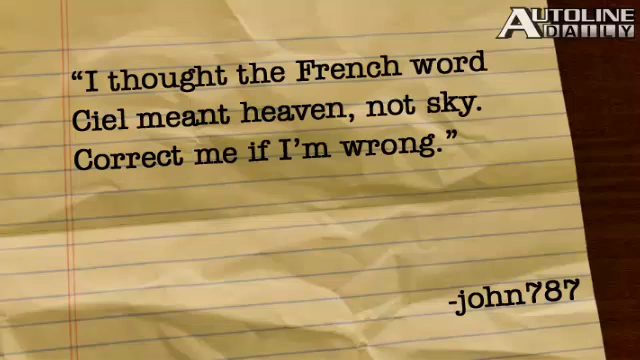 AUTOLINE
DAILY
“I thought the French word
Ciel meant heaven, not sky.
Correct me if I’m wrong.”
-john787